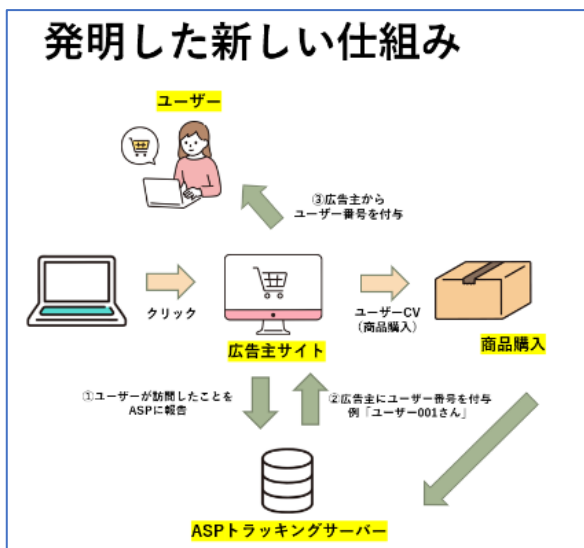 発明した新しい仕組み
ユーザー
③広告主から
ユーザー番号を付与
クリック
ユーザーCV
(商品購入)
広告主サイト
商品購入
①ユーザーが訪問したことを
ASPに報告
②広告主にユーザー番号を付与
例「ユーザー001さん」
ASPトラッキングサーバー